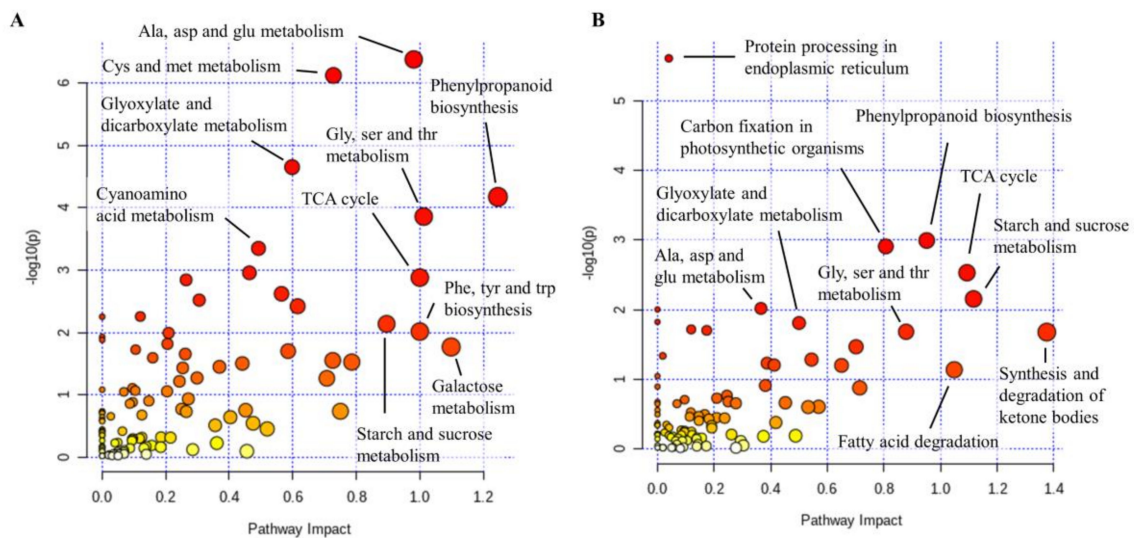 A
Ala, asp and glu metabolism
Cys and met metabolism
Phenylpropanoid
biosynthesis
Glyoxylate and
dicarboxylate metabolism
Gly, ser and thr
metabolism
Cyanoamino
acid metabolism
TCA cycle
Phe, tyr and trp
biosynthesis
Galactose
metabolism
Starch and sucrose
metabolism
-log10(p)
6
5
4
3
2
1
0
0.0 0.2 0.4 0.6 0.8 1.0 1.2
Pathway Impact
B
Protein processing in
endoplasmic reticulum
Phenylpropanoid biosynthesis
Carbon fixation in
photosynthetic organisms
TCA cycle
Glyoxylate and
dicarboxylate metabolism
Starch and sucrose
metabolism
Ala, asp and
glu metabolism
Gly, ser and thr
metabolism
Synthesis and
degradation of
ketone bodies
Fatty acid degradation
-log10(p)
5
4
3
2
1
0
0.0 0.2 0.4 0.6 0.8 1.0 1.2 1.4
Pathway Impact